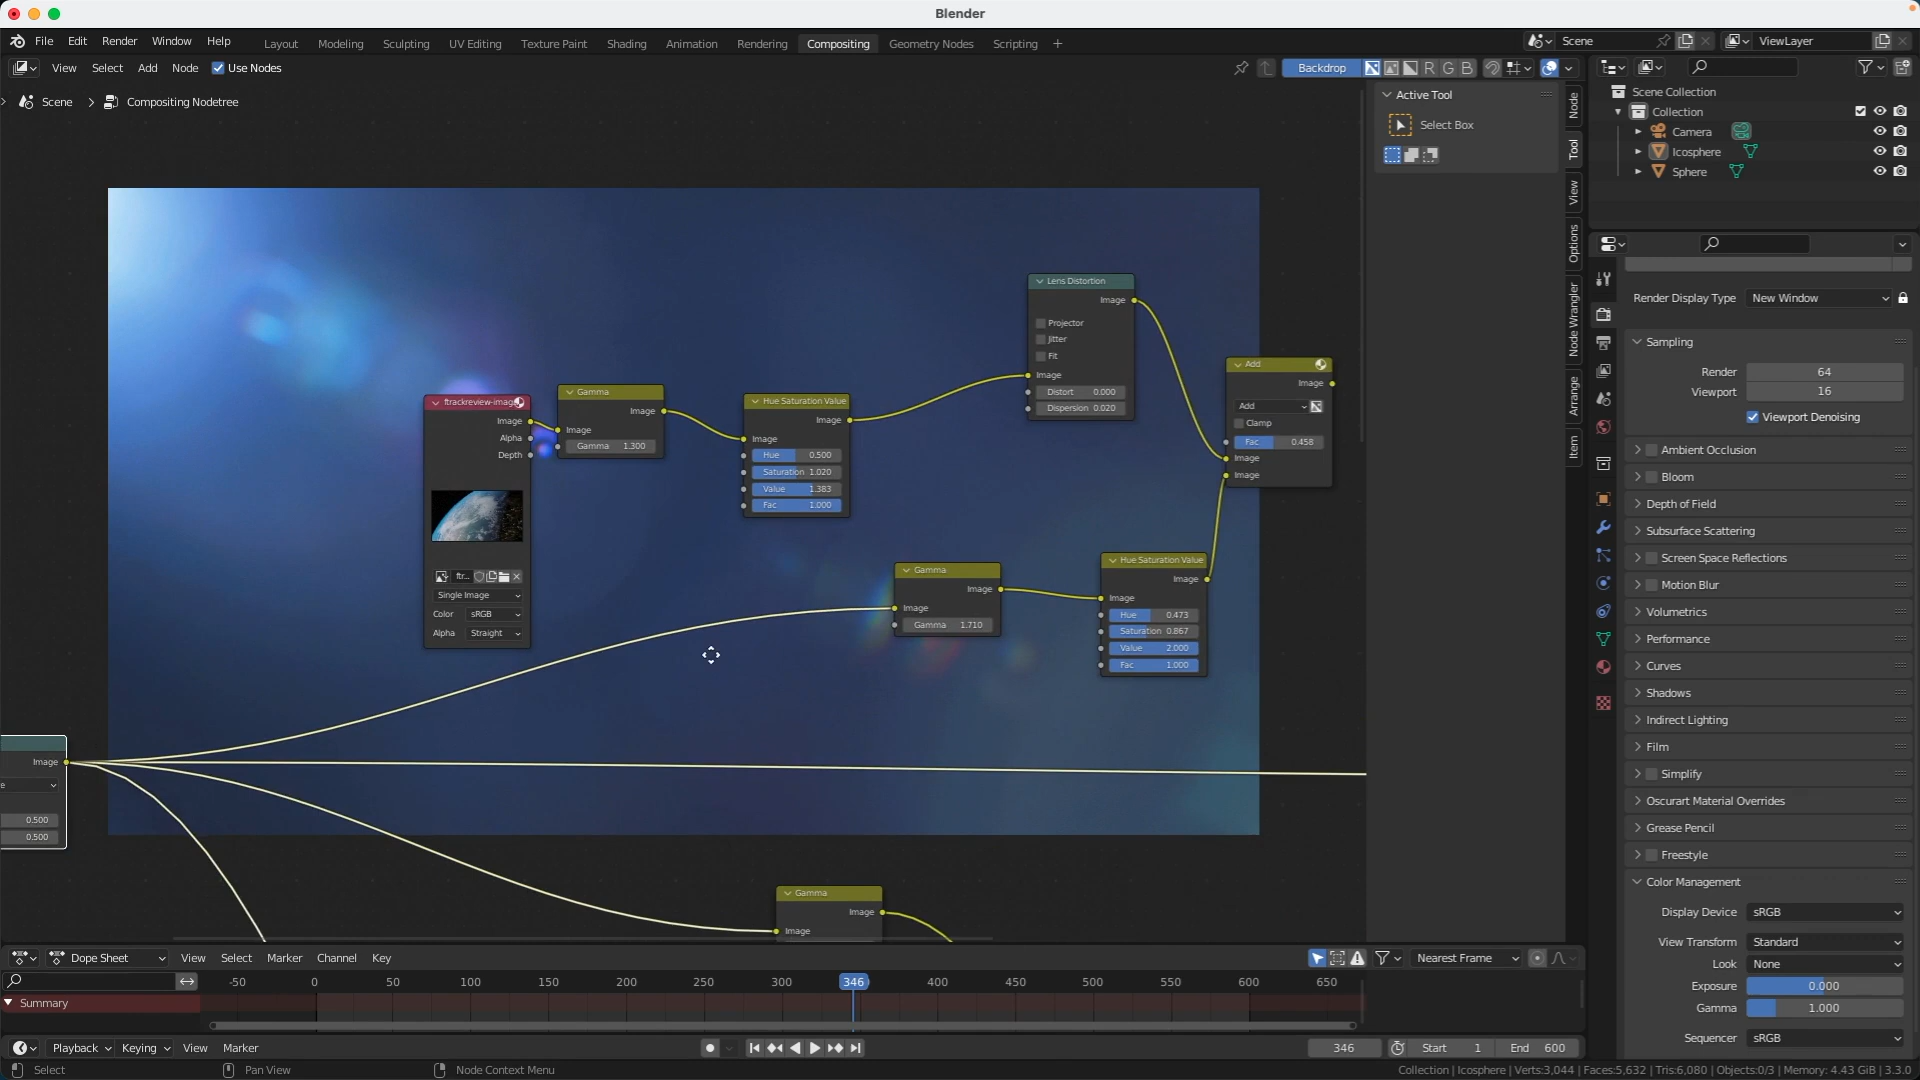 Blender
File Edit Render Window Help
Layout Modeling Sculpting UV Editing Texture Paint Shading Animation Rendering Compositing Geometry Nodes Scripting +
Scene
ViewLayer
View Select Add Node Use Nodes
Backdrop R G B
Scene > Compositing Nodetree
Active Tool
Select Box
Node
Tool
View
Options
Node Wrangler
Arrange
Item
Scene Collection
Collection
Camera
Icosphere
Sphere
Render Display Type New Window
Sampling
Render 64
Viewport 16
Viewport Denoising
Ambient Occlusion
Bloom
Depth of Field
Subsurface Scattering
Screen Space Reflections
Motion Blur
Volumetrics
Performance
Curves
Shadows
Indirect Lighting
Film
Simplify
Oscurart Material Overrides
Grease Pencil
Freestyle
Color Management
Display Device sRGB
View Transform Standard
Look None
Exposure 0.000
Gamma 1.000
Sequencer sRGB
Lens Distortion
Image
Projector
Jitter
Fit
Image
Distort 0.000
Dispersion 0.020
Add
Image
Add
Clamp
Fac 0.458
Image
Image
ftrackreview-imag
Image
Alpha
Depth
ftr...
Single Image
Color sRGB
Alpha Straight
Gamma
Image
Image
Gamma 1.300
Hue Saturation Value
Image
Image
Hue 0.500
Saturation 1.020
Value 1.383
Fac 1.000
Gamma
Image
Image
Gamma 1.710
Hue Saturation Value
Image
Image
Hue 0.473
Saturation 0.867
Value 2.000
Fac 1.000
Image
e
0.500
0.500
Gamma
Image
Image
Dope Sheet View Select Marker Channel Key
Nearest Frame
-50 0 50 100 150 200 250 300 346 400 450 500 550 600 650
Summary
Playback Keying View Marker
346 Start 1 End 600
Select Pan View Node Context Menu
Collection | Icosphere | Verts:3,044 | Faces:5,632 | Tris:6,080 | Objects:0/3 | Memory: 4.43 GiB | 3.3.0